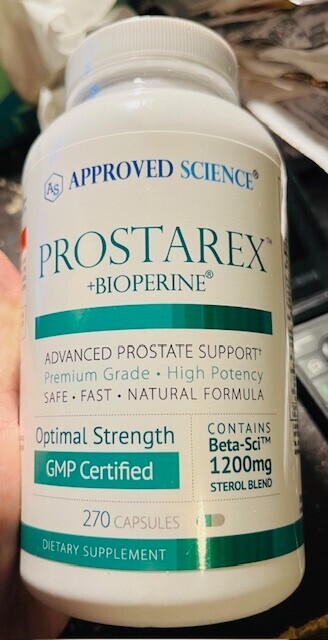 AS APPROVED SCIENCE®
PROSTAREX™
+BIOPERINE®
ADVANCED PROSTATE SUPPORT†
Premium Grade • High Potency
SAFE • FAST • NATURAL FORMULA
Optimal Strength
GMP Certified
CONTAINS
Beta-Sci™
1200mg
STEROL BLEND
270 CAPSULES
DIETARY SUPPLEMENT